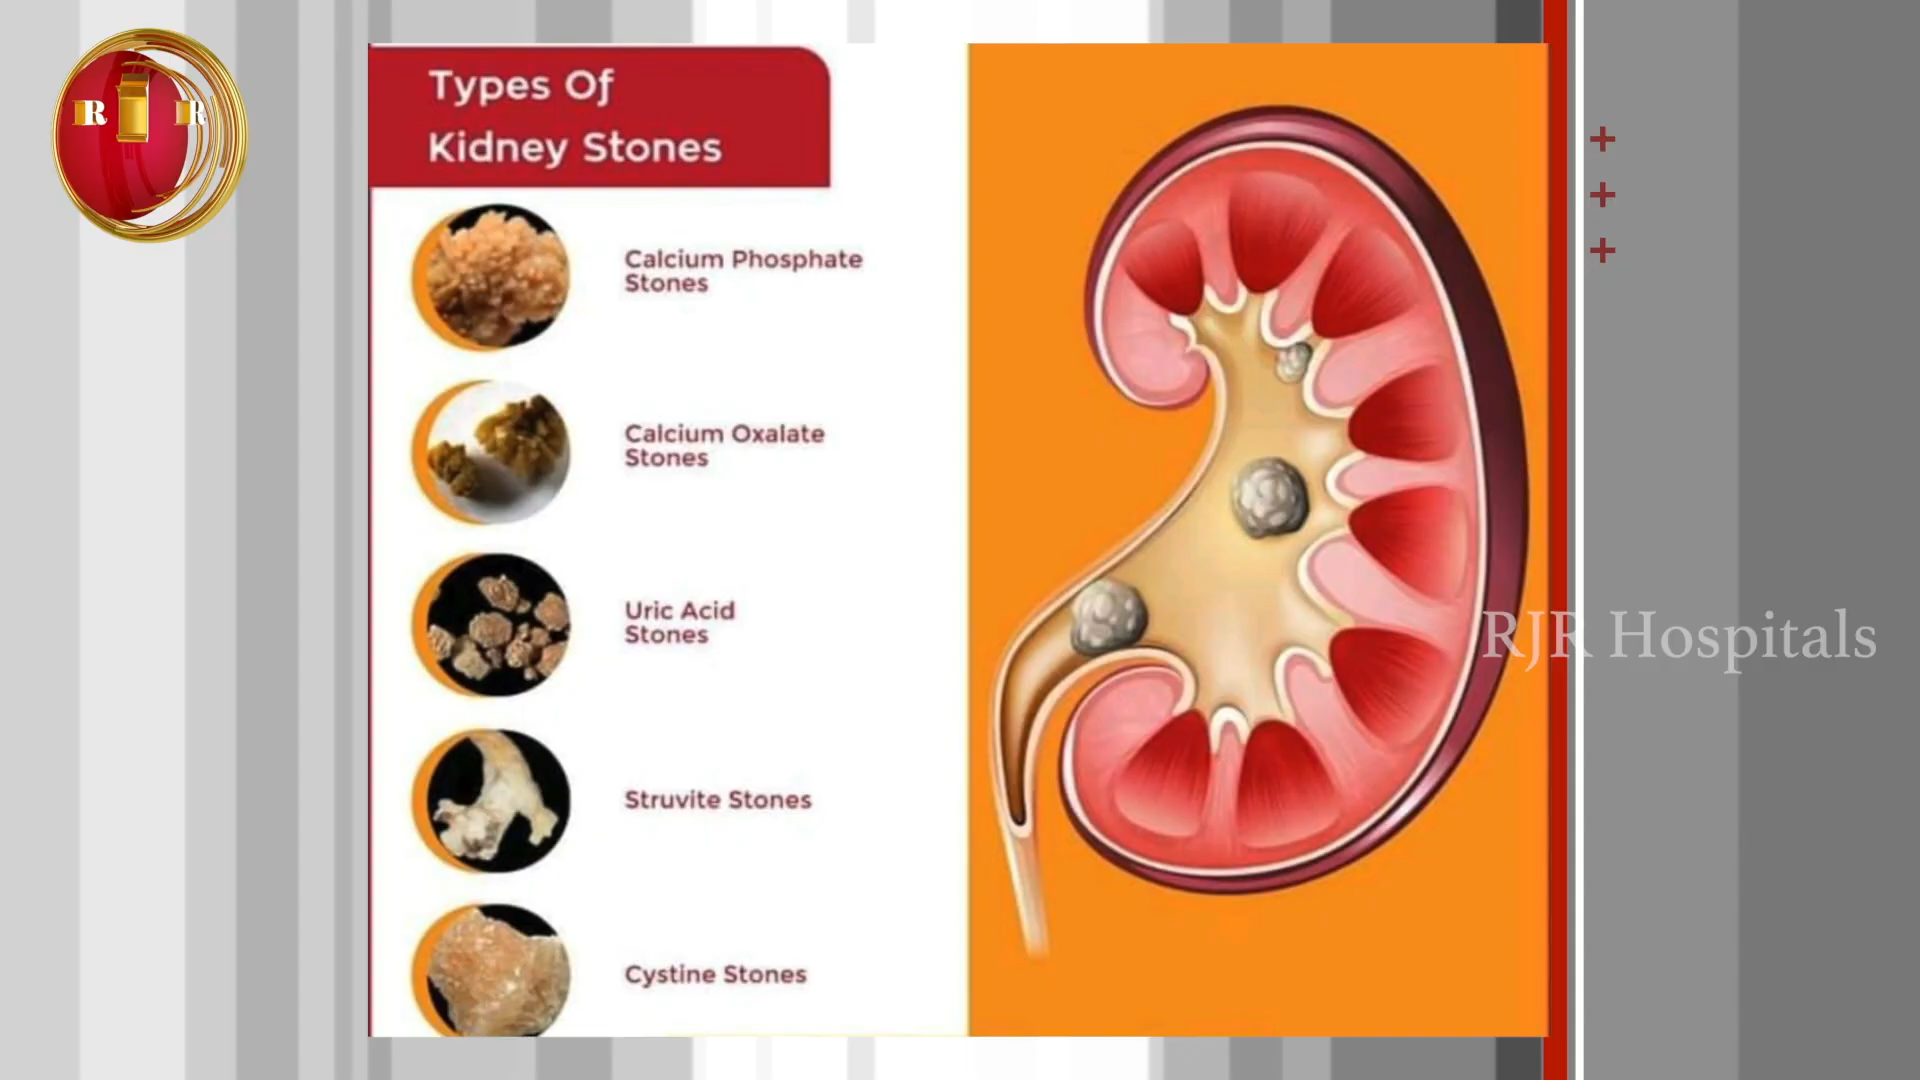 R J R
Types Of
Kidney Stones
Calcium Phosphate
Stones
Calcium Oxalate
Stones
Uric Acid
Stones
Struvite Stones
Cystine Stones
RJR Hospitals